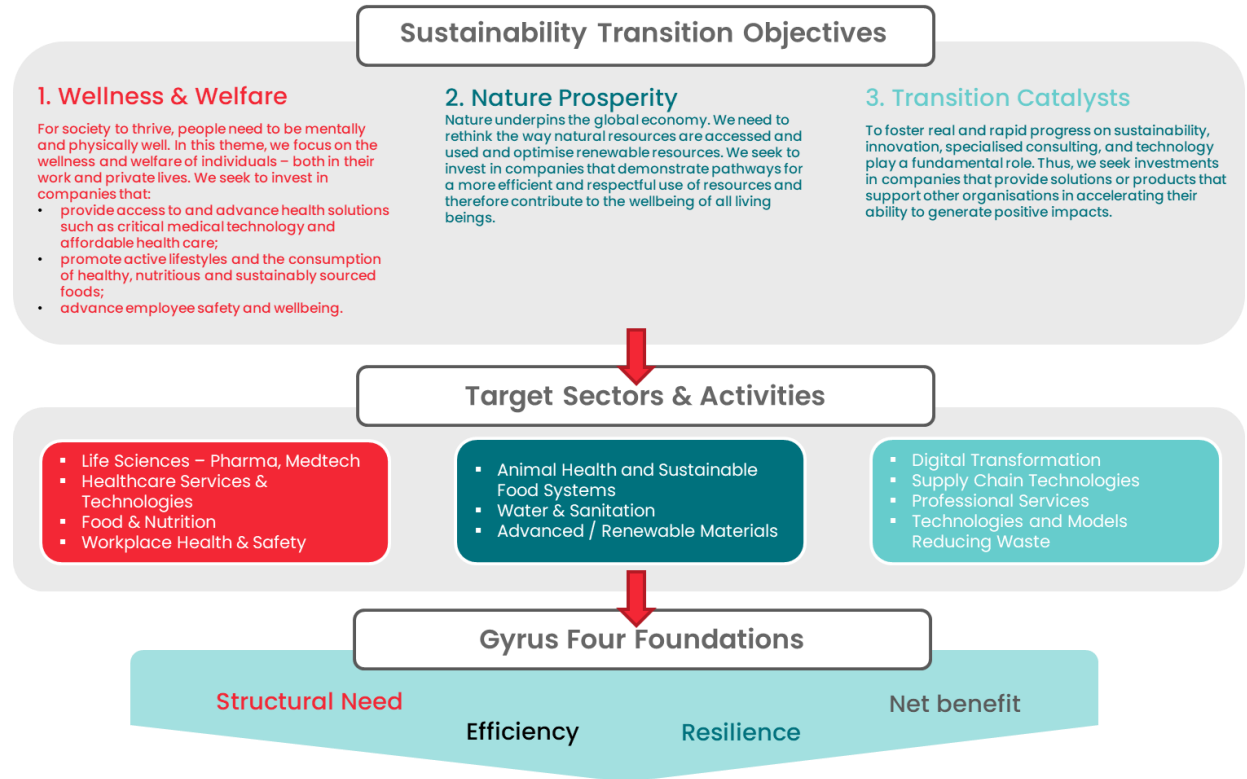 Sustainability Transition Objectives
1. Wellness & Welfare
For society to thrive, people need to be mentally
and physically well. In this theme, we focus on the
wellness and welfare of individuals – both in their
work and private lives. We seek to invest in
companies that:
• provide access to and advance health solutions
such as critical medical technology and
affordable health care;
• promote active lifestyles and the consumption
of healthy, nutritious and sustainably sourced
foods;
• advance employee safety and wellbeing.
2. Nature Prosperity
Nature underpins the global economy. We need to
rethink the way natural resources are accessed and
used and optimise renewable resources. We seek to
invest in companies that demonstrate pathways for
a more efficient and respectful use of resources and
therefore contribute to the wellbeing of all living
beings.
3. Transition Catalysts
To foster real and rapid progress on sustainability,
innovation, specialised consulting, and technology
play a fundamental role. Thus, we seek investments
in companies that provide solutions or products that
support other organisations in accelerating their
ability to generate positive impacts.
Target Sectors & Activities
▪ Life Sciences – Pharma, Medtech
▪ Healthcare Services &
Technologies
▪ Food & Nutrition
▪ Workplace Health & Safety
▪ Animal Health and Sustainable
Food Systems
▪ Water & Sanitation
▪ Advanced / Renewable Materials
▪ Digital Transformation
▪ Supply Chain Technologies
▪ Professional Services
▪ Technologies and Models
Reducing Waste
Gyrus Four Foundations
Structural Need
Efficiency
Resilience
Net benefit